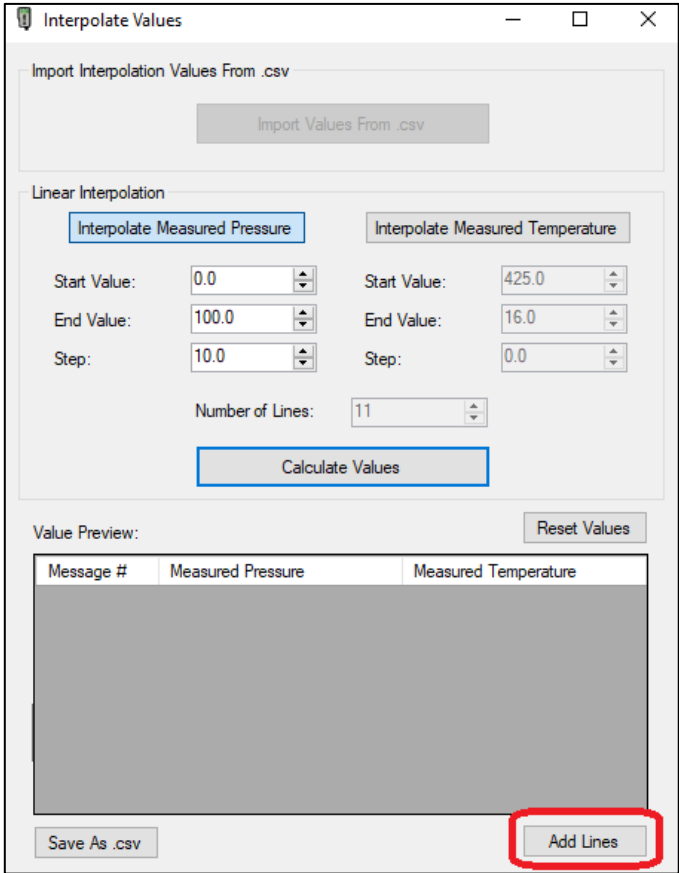 Interpolate Values
Import Interpolation Values From .csv
Import Values From .csv
Linear Interpolation
Interpolate Measured Pressure Interpolate Measured Temperature
Start Value: 0.0 Start Value: 425.0
End Value: 100.0 End Value: 16.0
Step: 10.0 Step: 0.0
Number of Lines: 11
Calculate Values
Value Preview: Reset Values
Message # Measured Pressure Measured Temperature
Save As .csv Add Lines